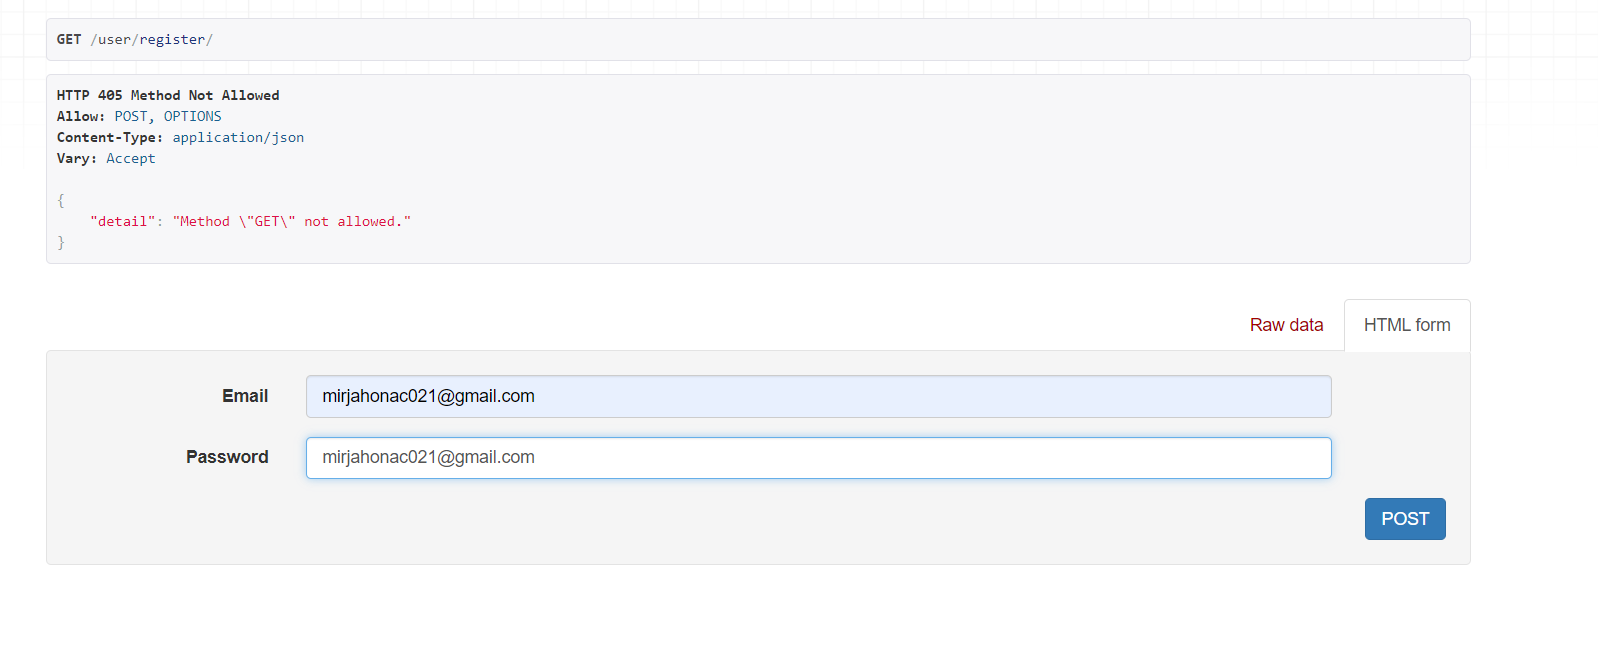 GET /user/register/
HTTP 405 Method Not Allowed
Allow: POST, OPTIONS
Content-Type: application/json
Vary: Accept
{
    "detail": "Method \"GET\" not allowed."
}
Raw data HTML form
Email mirjahonac021@gmail.com
Password mirjahonac021@gmail.com
POST